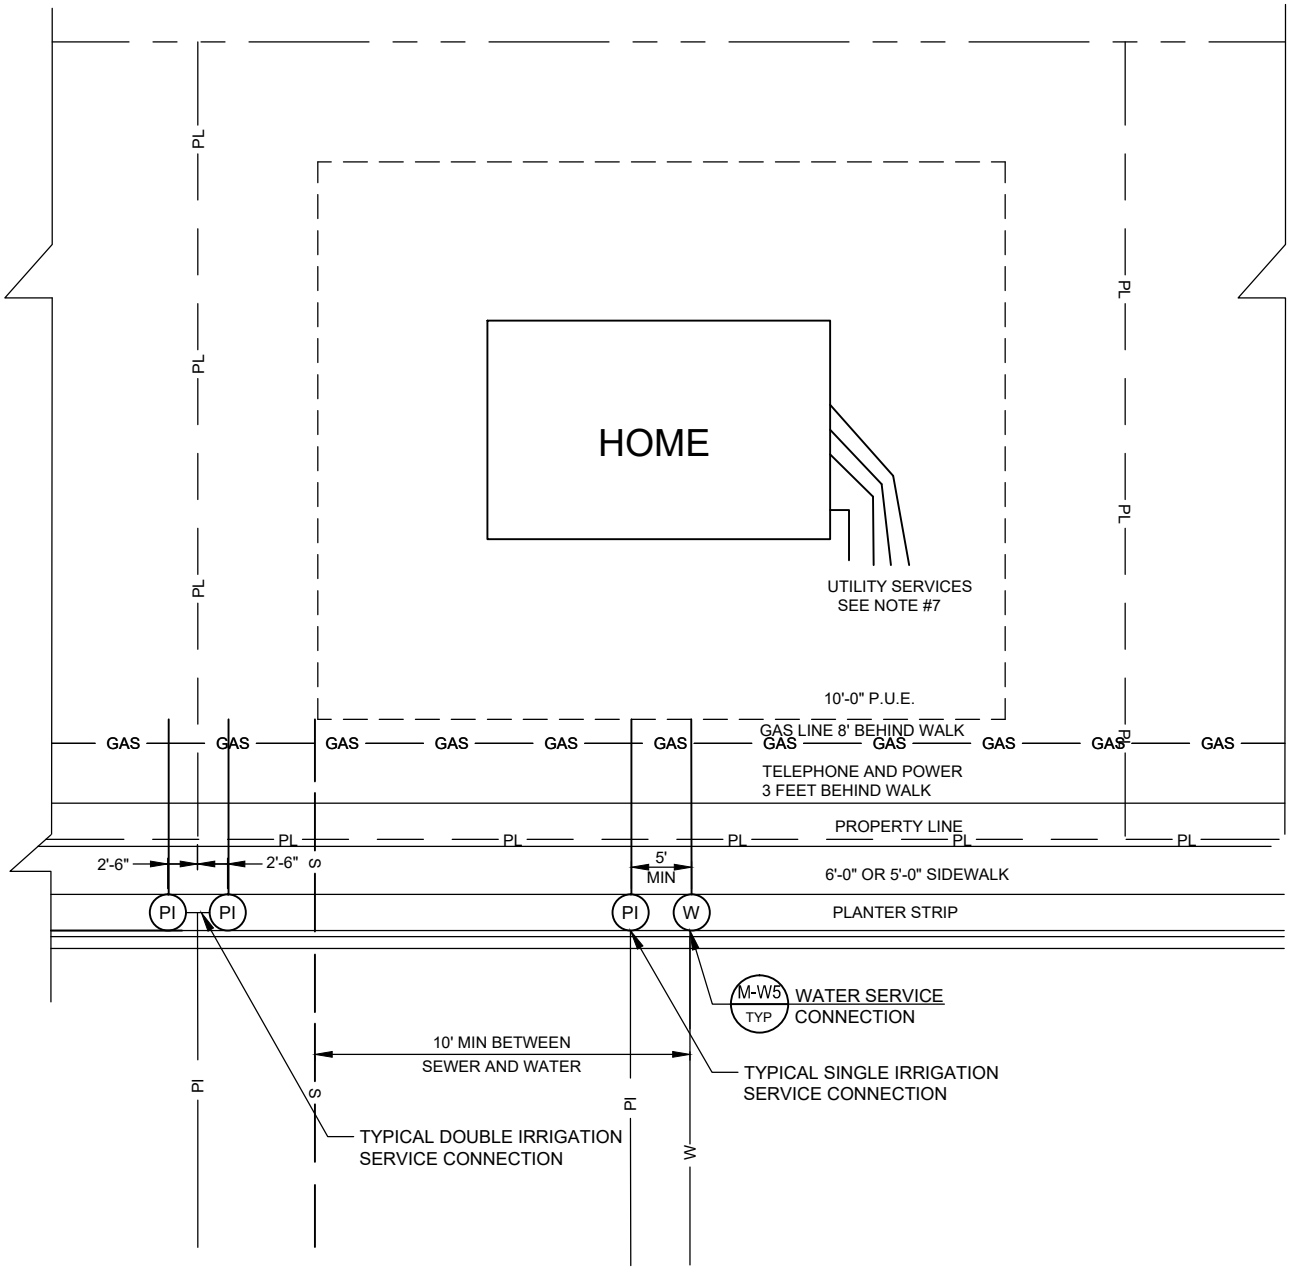 PL
PL
PL
PL
PL
HOME
UTILITY SERVICES
SEE NOTE #7
10'-0" P.U.E.
GAS LINE 8' BEHIND WALK
GAS GAS GAS GAS GAS GAS GAS GAS GAS GAS GAS
PL
TELEPHONE AND POWER
3 FEET BEHIND WALK
PROPERTY LINE
PL PL PL PL PL
2'-6" 2'-6" S
5'
MIN
6'-0" OR 5'-0" SIDEWALK
PI PI PI W PLANTER STRIP
M-W5
TYP
WATER SERVICE
CONNECTION
10' MIN BETWEEN
SEWER AND WATER
TYPICAL SINGLE IRRIGATION
SERVICE CONNECTION
PI S PI
TYPICAL DOUBLE IRRIGATION
SERVICE CONNECTION
W